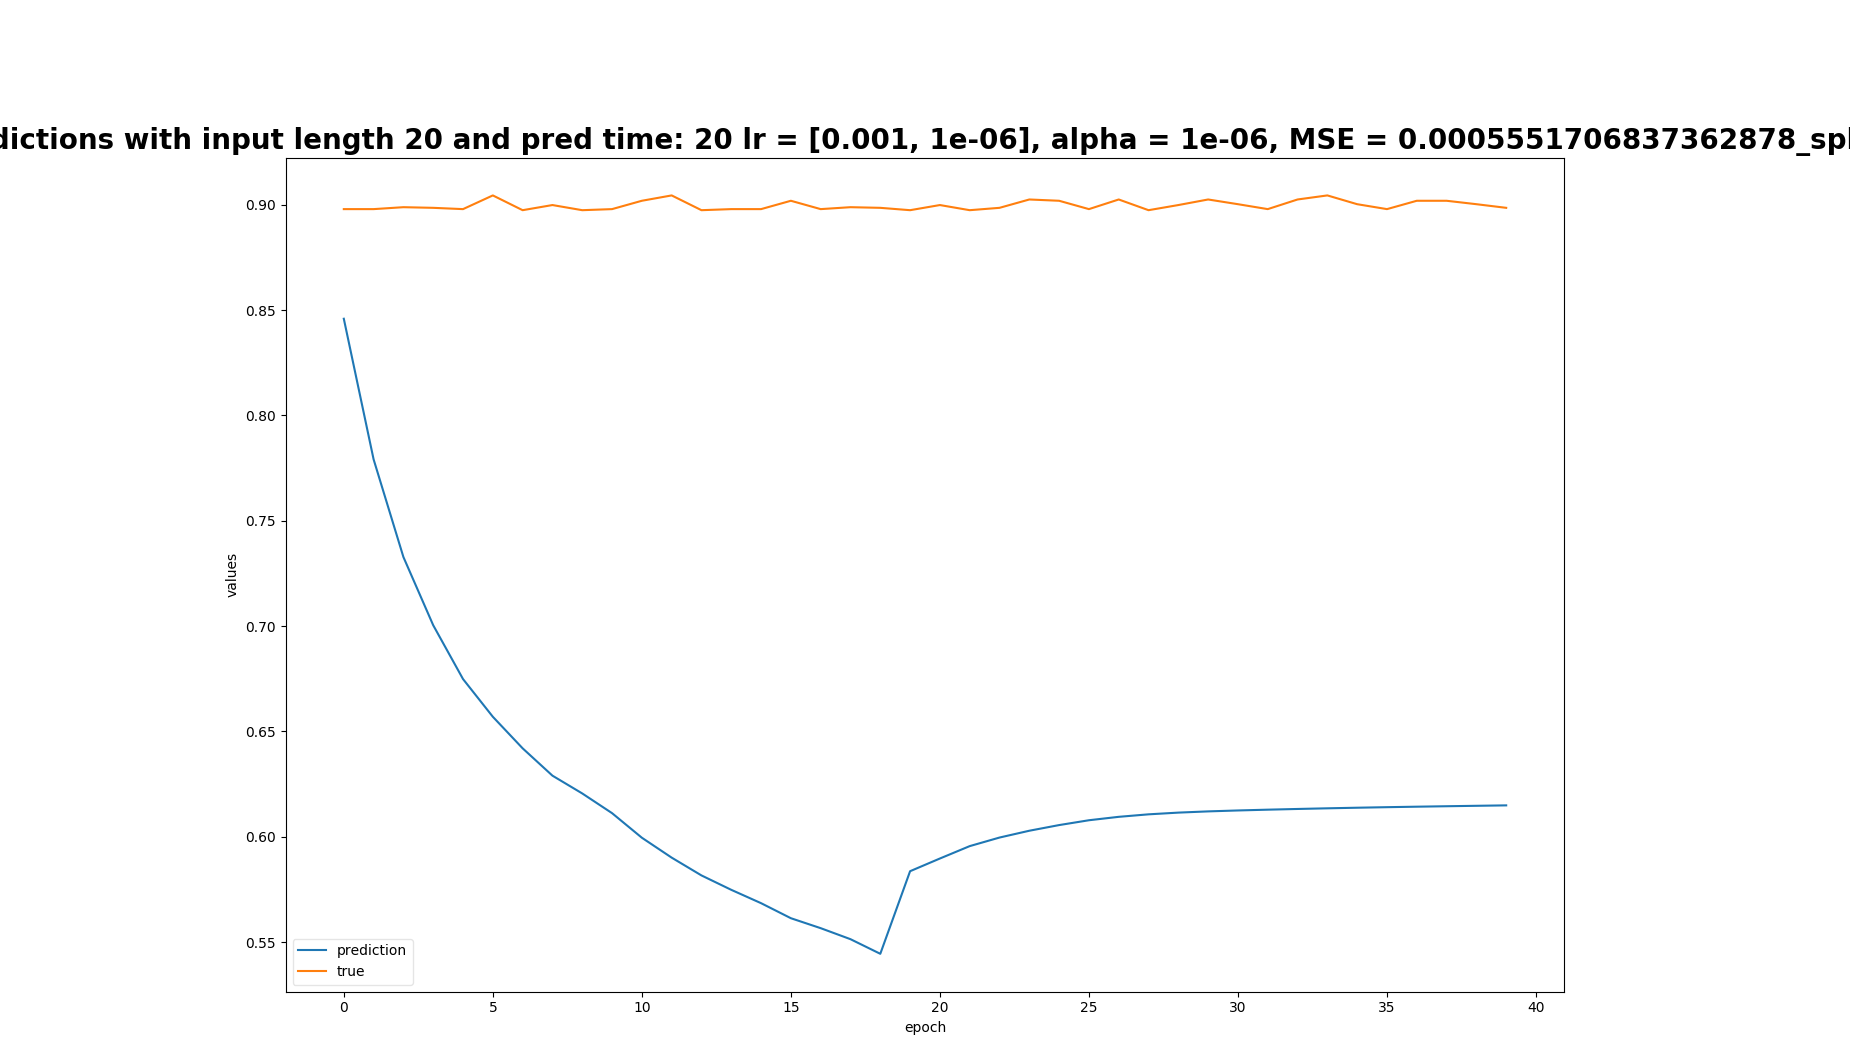 with input length 20 and pred time: 20 lr = [0.001, 1e-06], alpha = 1e-06, MSE = 0.0005551706837362878_
0.90
0.85
0.80
0.75
0.70
0.65
0.60
0.55
values
prediction
true
0 5 10 15 20 25 30 35 40
epoch